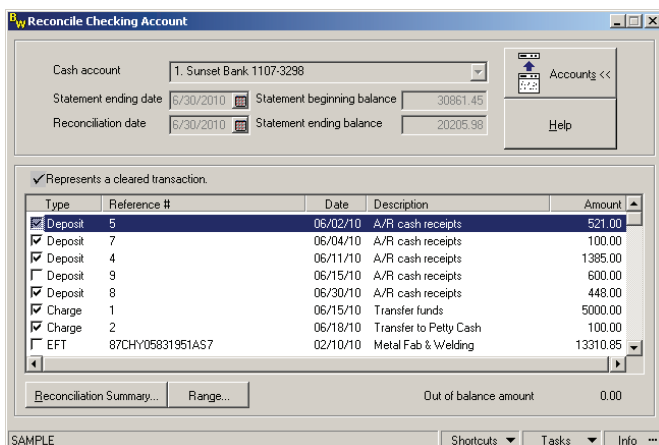 BW Reconcile Checking Account
Cash account 1. Sunset Bank 1107-3298
Accounts <<
Statement ending date 6/30/2010 Statement beginning balance 30861.45
Reconciliation date 6/30/2010 Statement ending balance 20205.98
Help
Represents a cleared transaction.
Type Reference # Date Description Amount
Deposit 5 06/02/10 A/R cash receipts 521.00
Deposit 7 06/04/10 A/R cash receipts 100.00
Deposit 4 06/11/10 A/R cash receipts 1385.00
Deposit 9 06/15/10 A/R cash receipts 600.00
Deposit 8 06/30/10 A/R cash receipts 448.00
Charge 1 06/15/10 Transfer funds 5000.00
Charge 2 06/18/10 Transfer to Petty Cash 100.00
EFT 87CHY05831951AS7 02/10/10 Metal Fab & Welding 13310.85
Reconciliation Summary... Range... Out of balance amount 0.00
SAMPLE Shortcuts Tasks Info ...